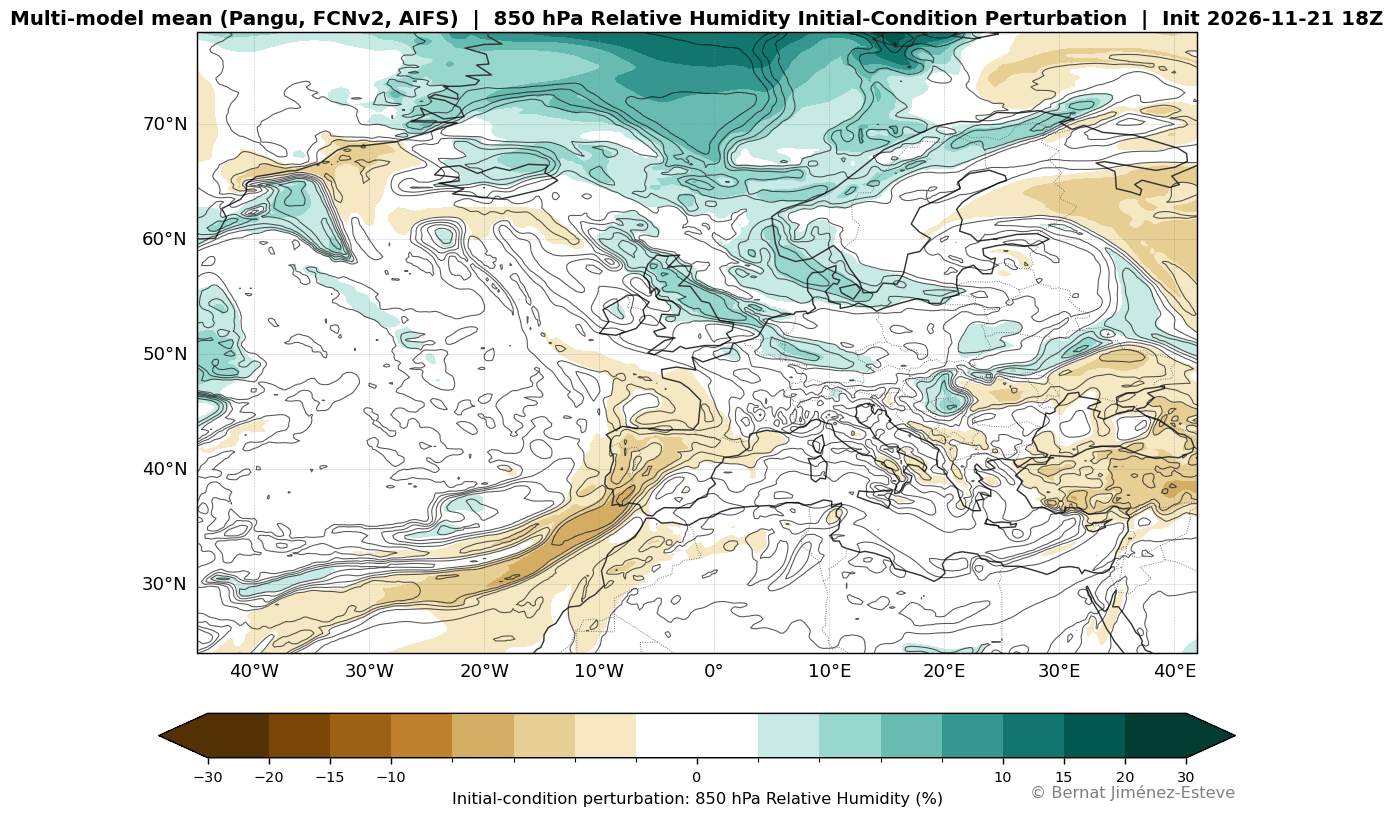 Multi-model mean (Pangu, FCNv2, AIFS)  |  850 hPa Relative Humidity Initial-Condition Perturbation  |  Init 2026-11-21 18Z
70°N
60°N
50°N
40°N
30°N
40°W 30°W 20°W 10°W 0° 10°E 20°E 30°E 40°E
−30 −20 −15 −10 0 10 15 20 30
Initial-condition perturbation: 850 hPa Relative Humidity (%)
© Bernat Jiménez-Esteve